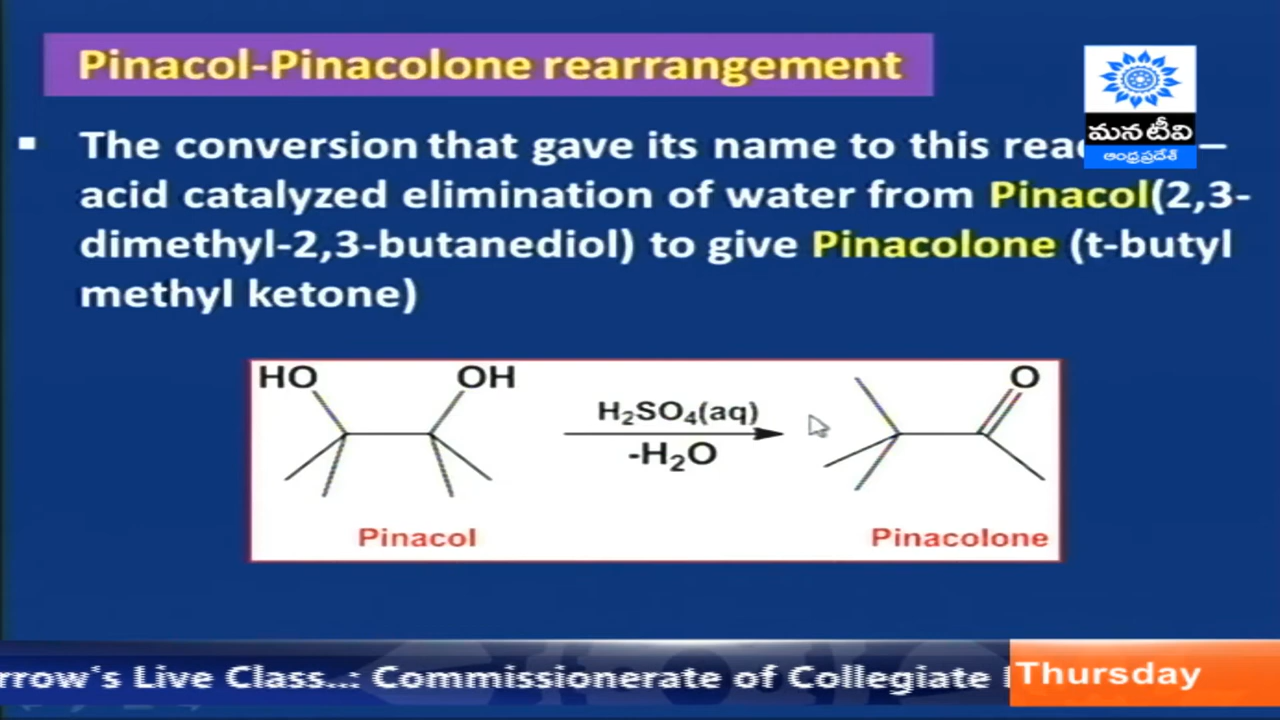 Pinacol-Pinacolone rearrangement
మన టీవి
ఆంధ్రప్రదేశ్
▪ The conversion that gave its name to this rea –
acid catalyzed elimination of water from Pinacol(2,3-
dimethyl-2,3-butanediol) to give Pinacolone (t-butyl
methyl ketone)
HO OH O
H₂SO₄(aq)
-H₂O
Pinacol Pinacolone
rrow's Live Class..: Commissionerate of Collegiate
Thursday